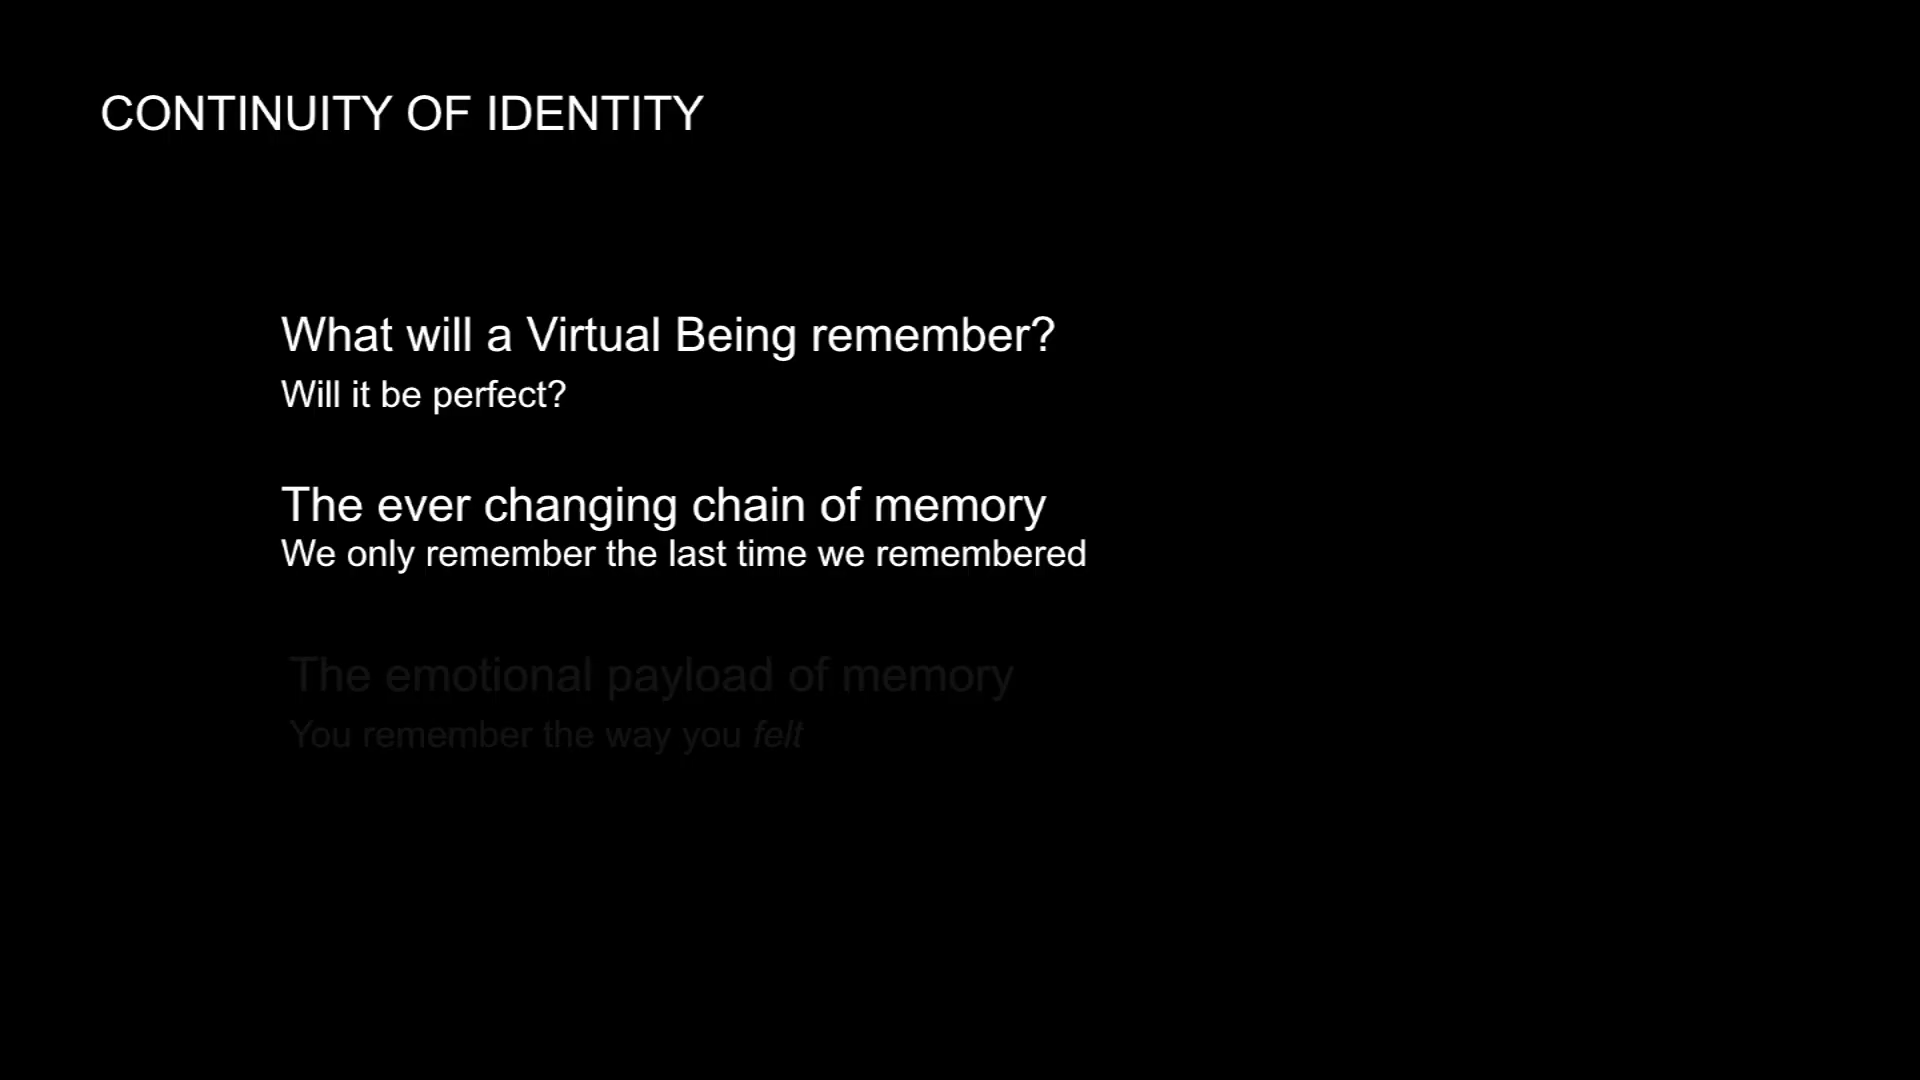 CONTINUITY OF IDENTITY
What will a Virtual Being remember?
Will it be perfect?
The ever changing chain of memory
We only remember the last time we remembered
The emotional payload of memory
You remember the way you felt